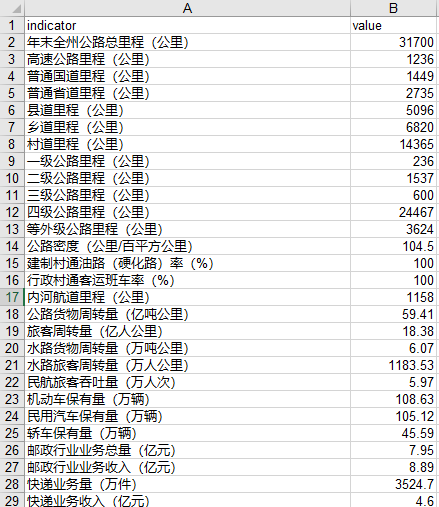 A B
1 indicator value
2 年末全州公路总里程（公里） 31700
3 高速公路里程（公里） 1236
4 普通国道里程（公里） 1449
5 普通省道里程（公里） 2735
6 县道里程（公里） 5096
7 乡道里程（公里） 6820
8 村道里程（公里） 14365
9 一级公路里程（公里） 236
10 二级公路里程（公里） 1537
11 三级公路里程（公里） 600
12 四级公路里程（公里） 24467
13 等外级公路里程（公里） 3624
14 公路密度（公里/百平方公里） 104.5
15 建制村通油路（硬化路）率（%） 100
16 行政村通客运班车率（%） 100
17 内河航道里程（公里） 1158
18 公路货物周转量（亿吨公里） 59.41
19 旅客周转量（亿人公里） 18.38
20 水路货物周转量（万吨公里） 6.07
21 水路旅客周转量（万人公里） 1183.53
22 民航旅客吞吐量（万人次） 5.97
23 机动车保有量（万辆） 108.63
24 民用汽车保有量（万辆） 105.12
25 轿车保有量（万辆） 45.59
26 邮政行业业务总量（亿元） 7.95
27 邮政行业业务收入（亿元） 8.89
28 快递业务量（万件） 3524.7
29 快递业务收入（亿元） 4.6